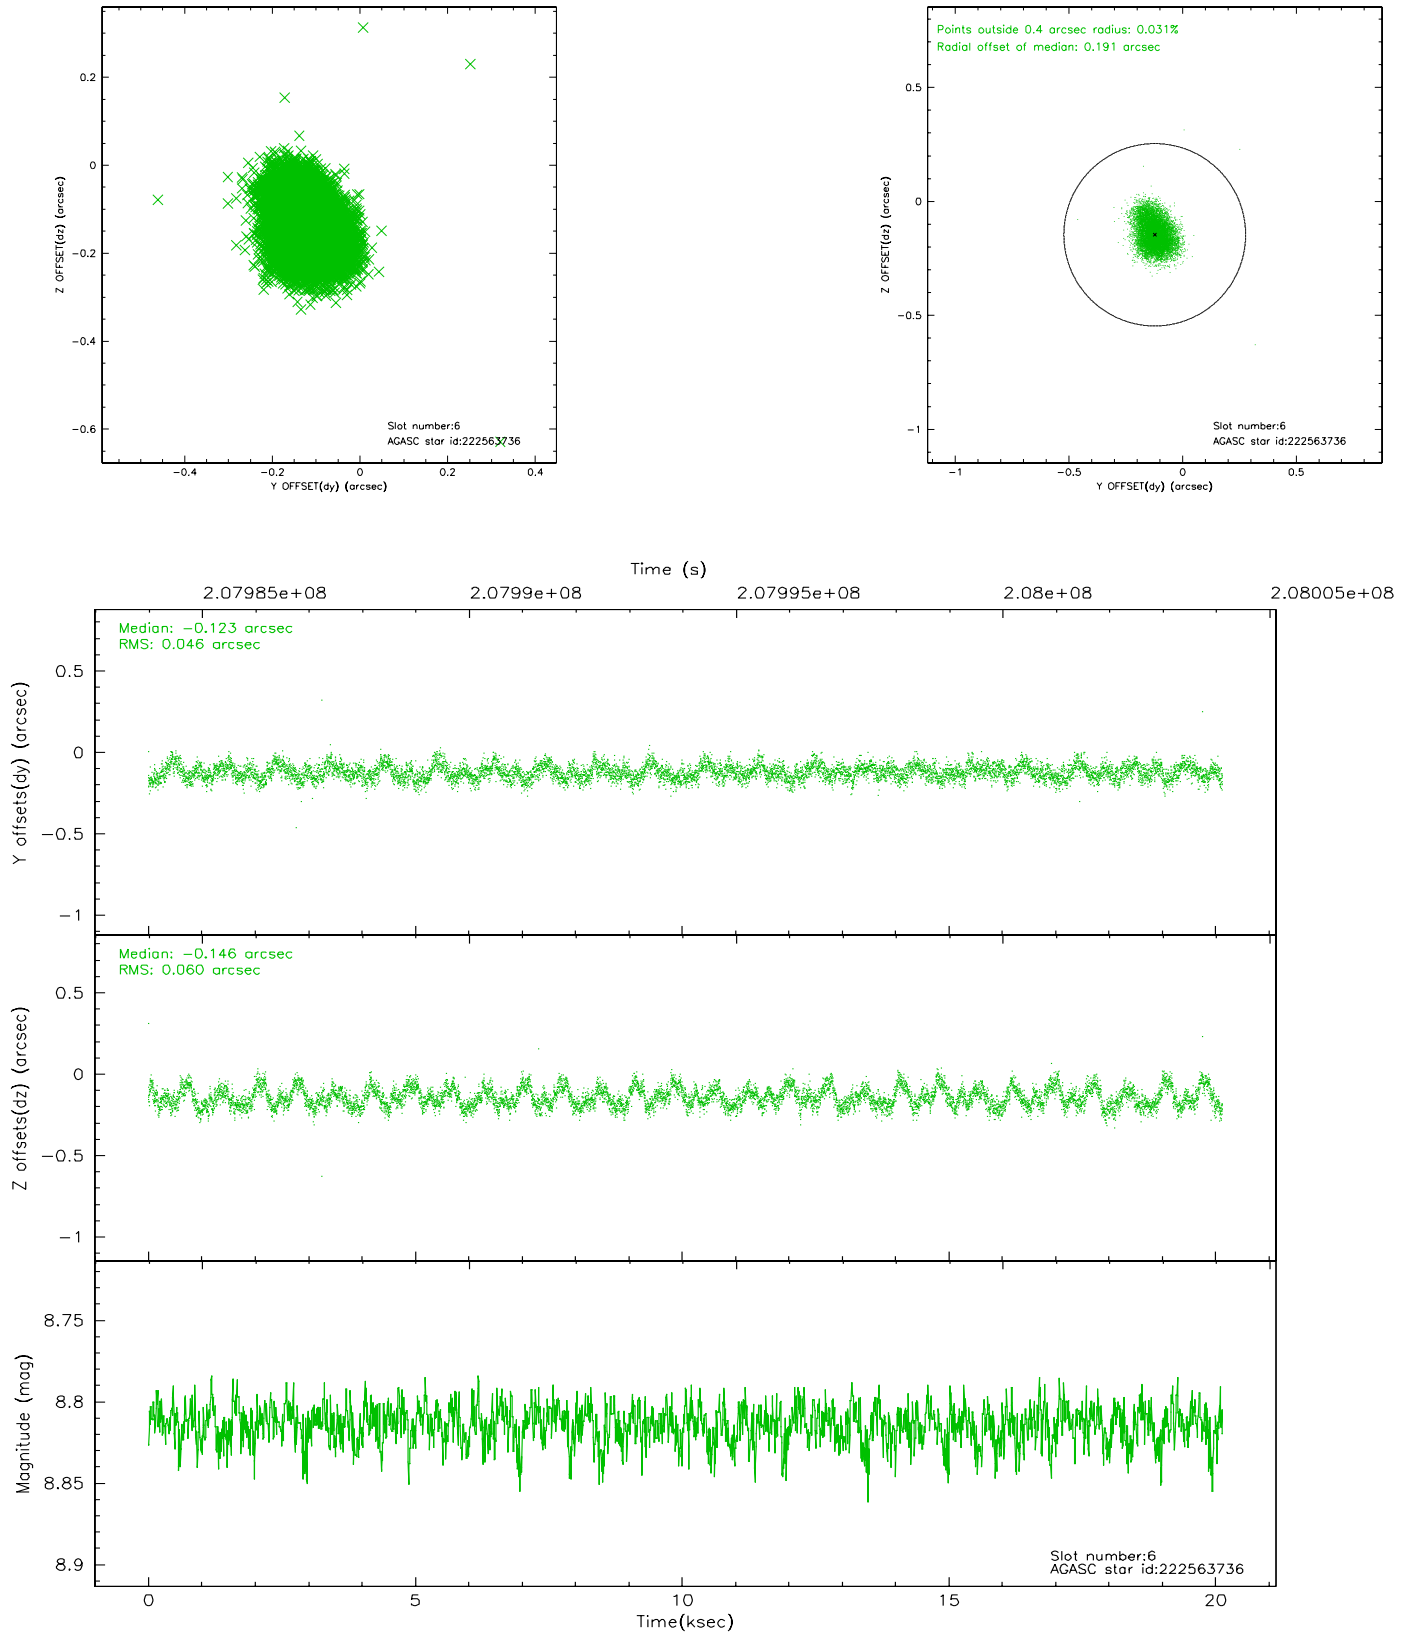 0.2
0
-0.2
-0.4
-0.6
Z OFFSET(dz) (arcsec)
-0.4
-0.2
0
0.2
0.4
Y OFFSET(dy) (arcsec)
Slot number:6
AGASC star id:222563736
Points outside 0.4 arcsec radius: 0.031%
Radial offset of median: 0.191 arcsec
0.5
0
-0.5
-1
Z OFFSET(dz) (arcsec)
-1
-0.5
0
0.5
Y OFFSET(dy) (arcsec)
Slot number:6
AGASC star id:222563736
Time (s)
2.07985e+08
2.0799e+08
2.07995e+08
2.08e+08
2.08005e+08
Median: -0.123 arcsec
RMS: 0.046 arcsec
0.5
0
-0.5
-1
Y offsets(dy) (arcsec)
Median: -0.146 arcsec
RMS: 0.060 arcsec
0.5
0
-0.5
-1
Z offsets(dz) (arcsec)
8.75
8.8
8.85
8.9
Magnitude (mag)
Slot number:6
AGASC star id:222563736
0
5
10
15
20
Time(ksec)